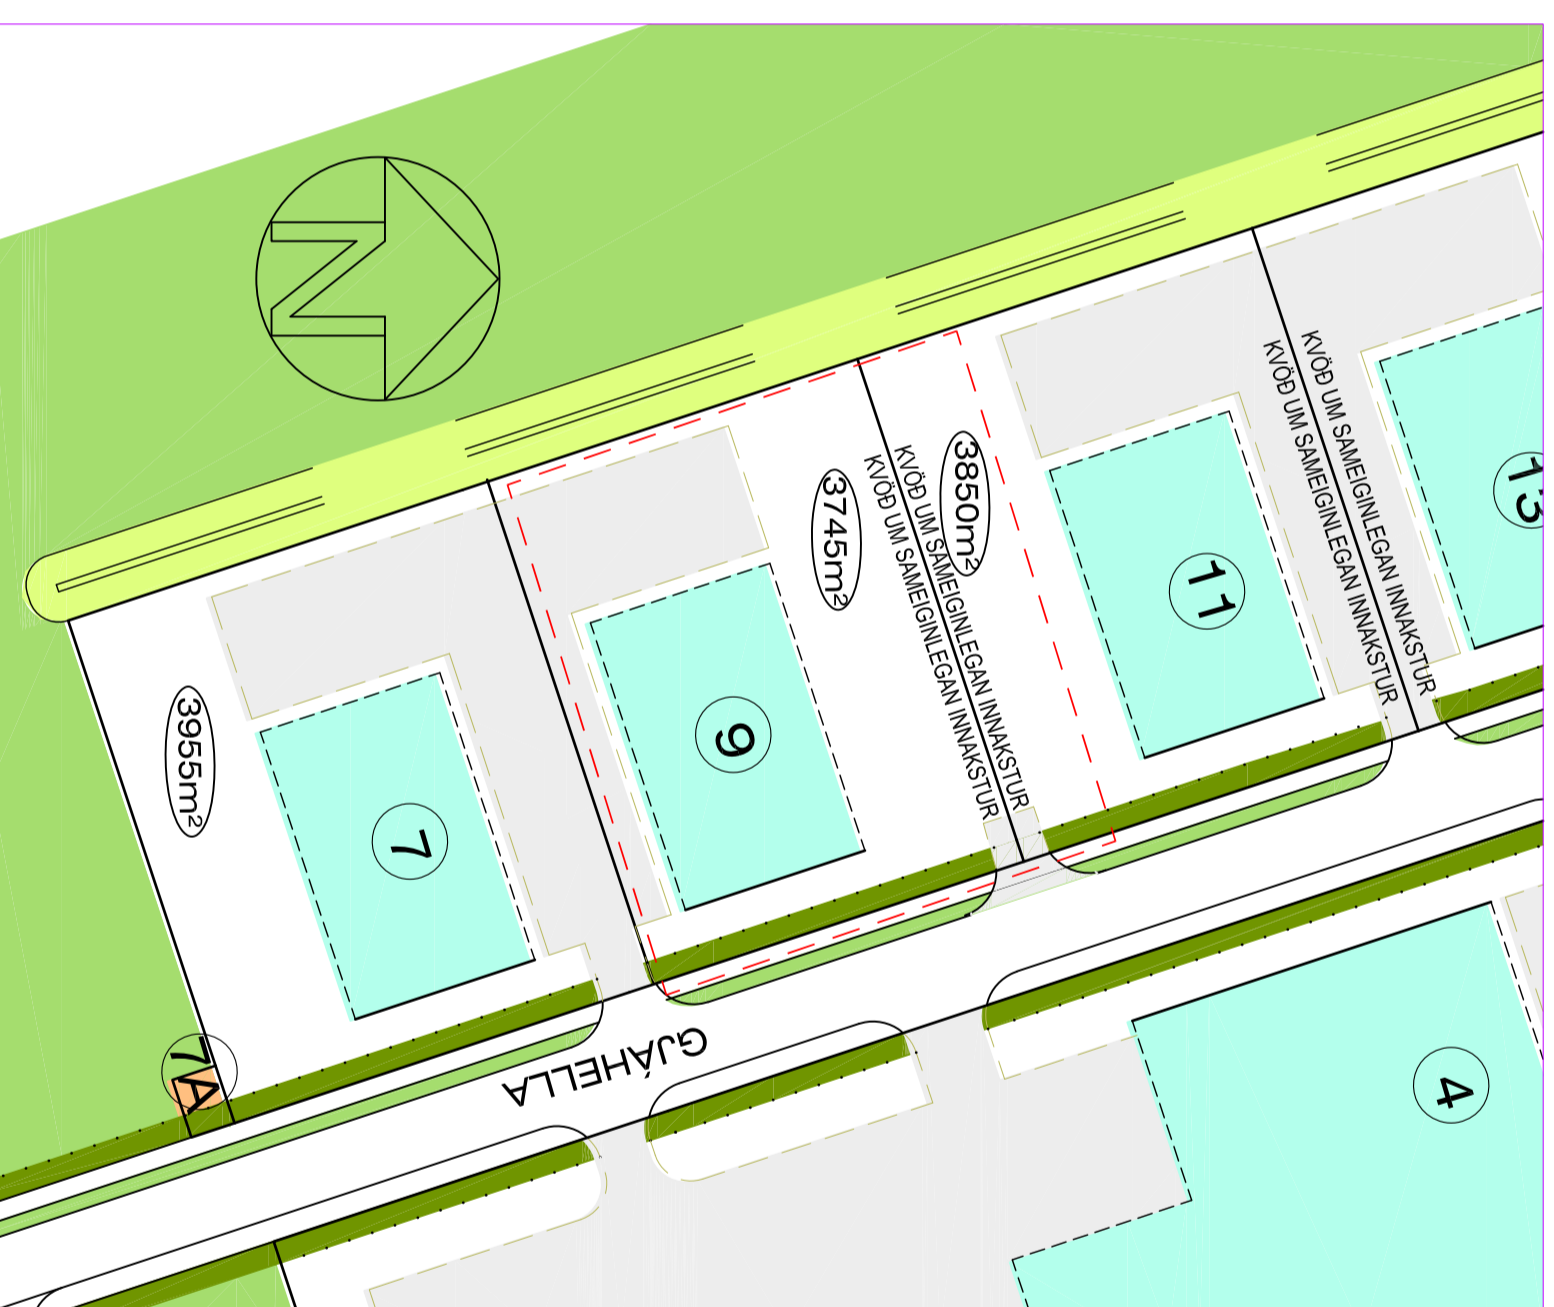 N
KVÖÐ UM SAMEIGINLEGAN INNAKSTUR
KVÖÐ UM SAMEIGINLEGAN INNAKSTUR
13
3850m²
3745m²
KVÖÐ UM SAMEIGINLEGAN INNAKSTUR
KVÖÐ UM SAMEIGINLEGAN INNAKSTUR
11
9
3955m²
7
7A
GJÁHELLA
4